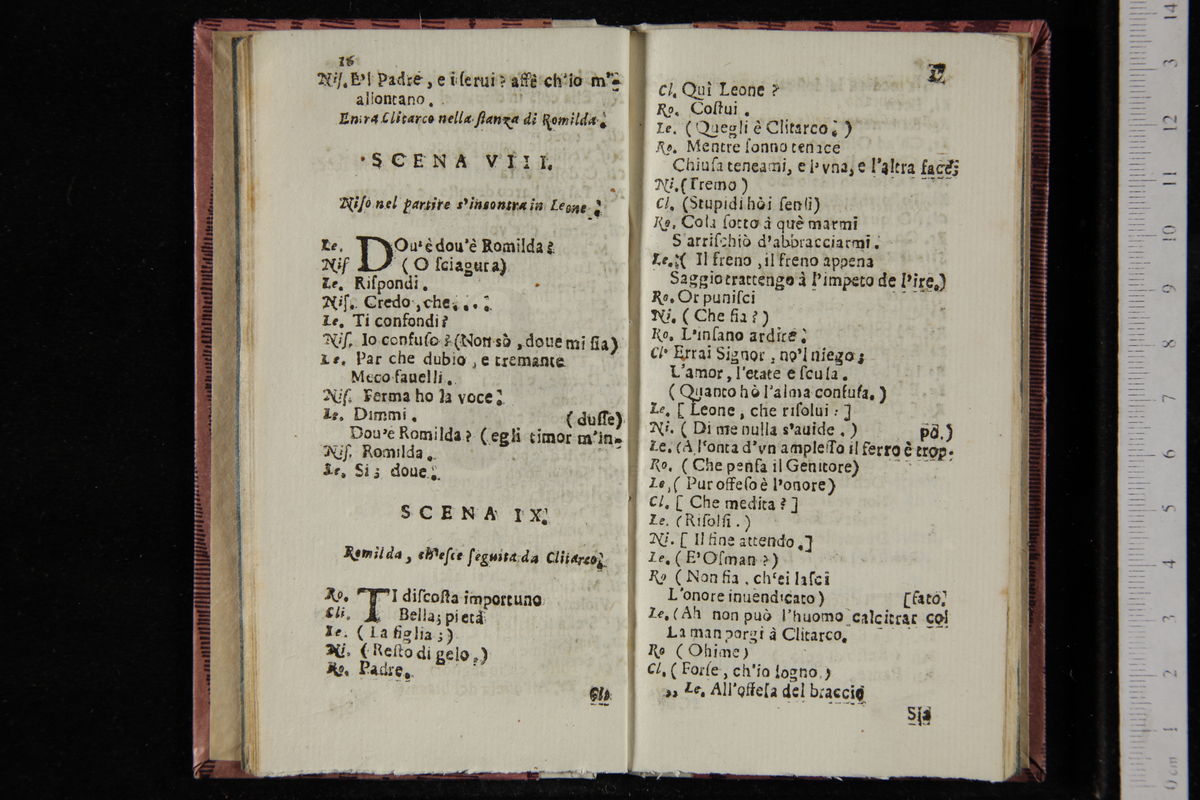 16
Niſ. E'l Padre, e i ſerui? affè ch'io m'-
allontano.
Entra Clitarco nella ſtanza di Romilda.
SCENA VIII.
Niſo nel partire s'incontra in Leone.
Le. DOu'è dou'è Romilda?
Niſ (O ſciagura)
Le. Riſpondi.
Niſ. Credo, che...
Le. Ti confondi?
Niſ. Io confuſo? (Non sò, doue mi ſia)
Le. Par che dubio, e tremante
Meco fauelli.
Niſ. Ferma ho la voce.
Le. Dimmi. (duſſe)
Dou'e Romilda? (egli timor m'in-
Niſ. Romilda.
Le. Si; doue.
SCENA IX.
Romilda, ch'eſce ſeguita da Clitarco.
Ro. TI diſcoſta importuno
Cli. Bella; pietà
Le. (La figlia;)
Ni. (Reſto di gelo.)
Ro. Padre.
Cl. Quì Leone?
Ro. Coſtui.
Le. (Quegli è Clitarco.)
Ro. Mentre ſonno tenace
Chiuſa teneami, e l'vna, e l'altra face;
Ni. (Tremo)
Cl. (Stupidi hò i ſenſi)
Ro. Coſa ſotto à què marmi
S'arriſchiò d'abbracciarmi.
Le. ( Il freno, il freno appena
Saggio trattengo à l'impeto de l'ire.)
Ro. Or puniſci
Ni. (Che ſia?)
Ro. L'inſano ardire.
Cl. Errai Signor, no'l niego;
L'amor, l'etate e ſcuſa.
(Quanto hò l'alma confuſa.)
Le. [Leone, che riſolui?]
Ni. (Di me nulla s'auide.) pò.)
Le. (A l'onta d'vn ampleſſo il ferro è trop-
Ro. (Che penſa il Genitore)
Le, (Pur offeſo è l'onore)
Cl. [Che medita?]
Le. (Riſolſi.)
Ni. [Il fine attendo.]
Le. (E' Oſman?)
Ro (Non ſia, ch'ei laſci
L'onore inuendicato) [fato.
Le. (Ah non può l'huomo calcitrar col
La man porgi à Clitarco.
Ro (Ohime)
Cl. (Forſe, ch'io ſogno.)
„ Le. All'offeſa del braccio